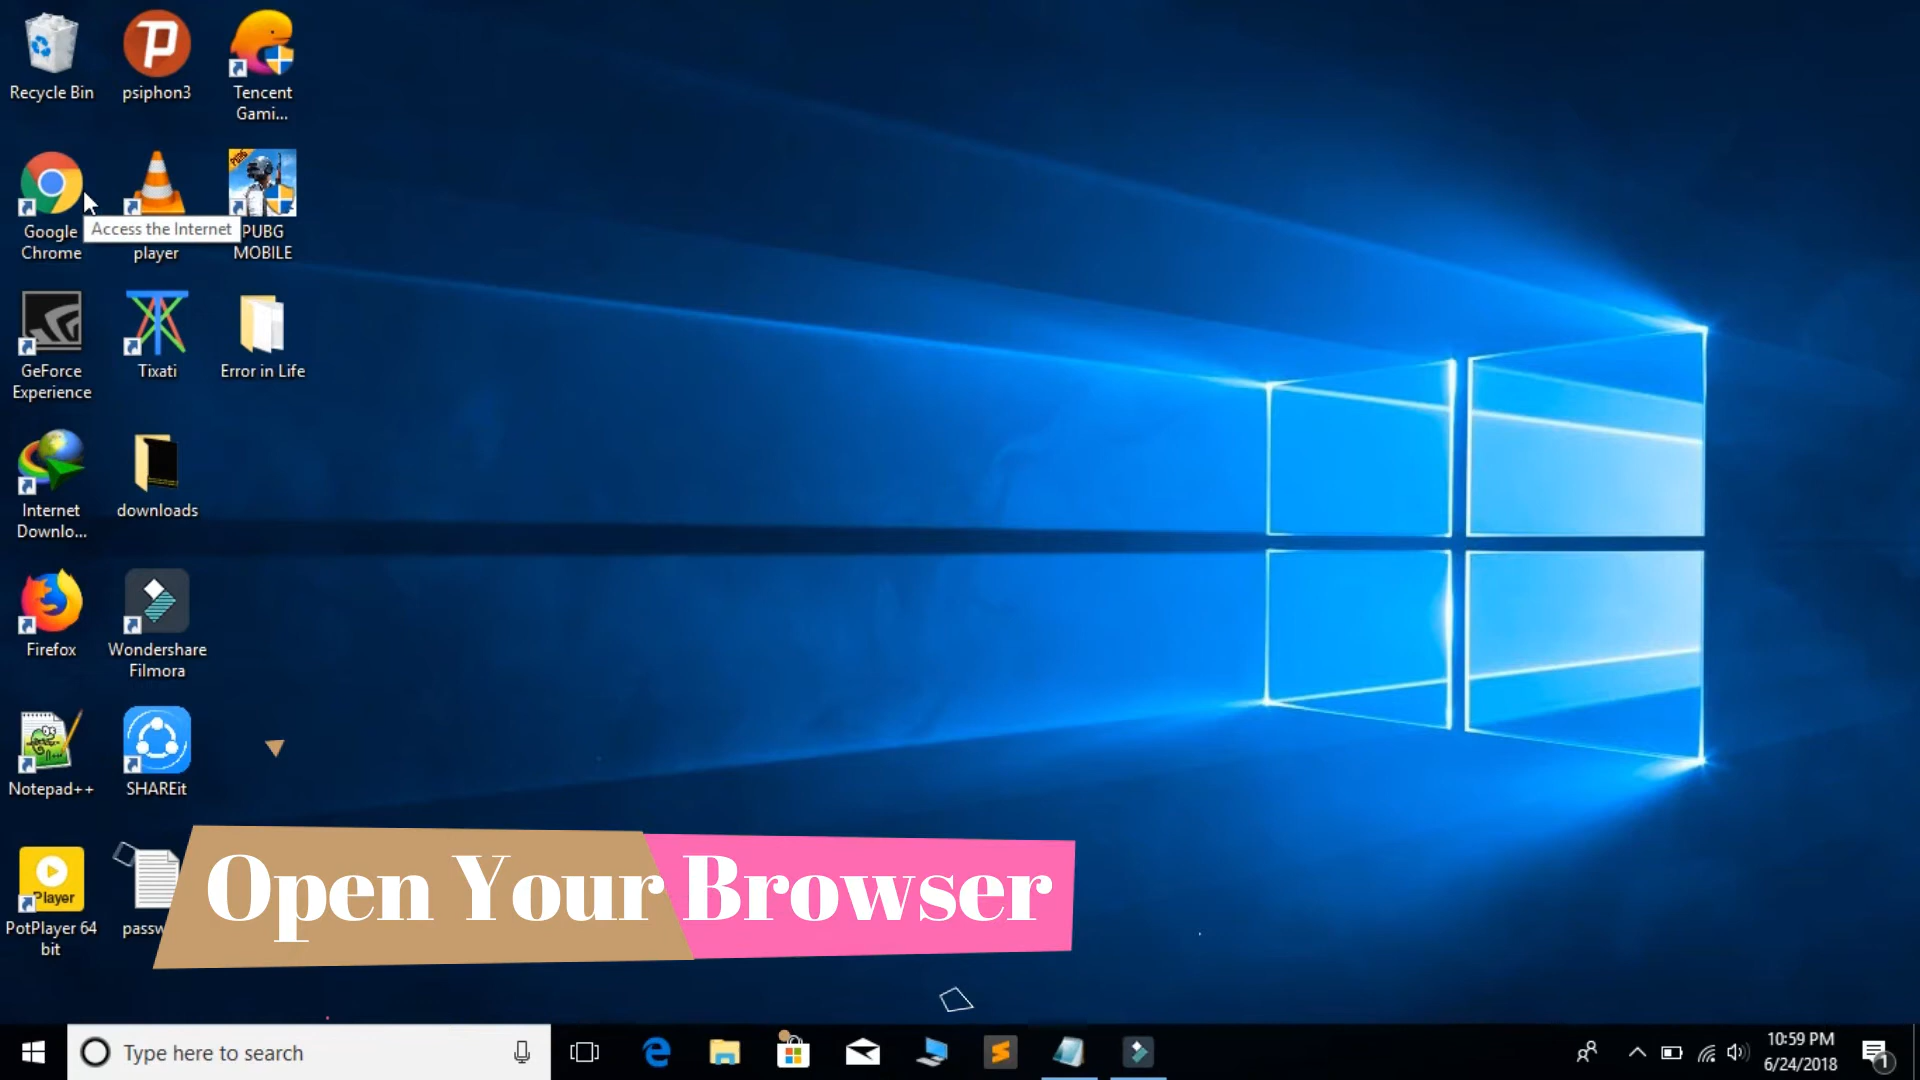 Recycle Bin
psiphon3
Tencent
Gami...
Google
Chrome
Access the Internet
player
PUBG
PUBG
MOBILE
GeForce
Experience
Tixati
Error in Life
Internet
Downlo...
downloads
Firefox
Wondershare
Filmora
Notepad++
SHAREit
Player
PotPlayer 64
bit
Open Your Browser
Type here to search
10:59 PM
6/24/2018
1